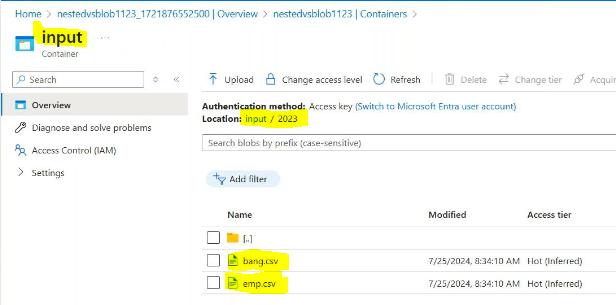 Home > nestedvsblob1123_1721876552500 | Overview > nestedvsblob1123 | Containers >
input ...
Container
Search
Upload Change access level Refresh Delete Change tier Acquir
Overview
Diagnose and solve problems
Access Control (IAM)
Settings
Authentication method: Access key (Switch to Microsoft Entra user account)
Location: input / 2023
Search blobs by prefix (case-sensitive)
Add filter
Name Modified Access tier
[..]
bang.csv 7/25/2024, 8:34:10 AM Hot (Inferred)
emp.csv 7/25/2024, 8:34:10 AM Hot (Inferred)